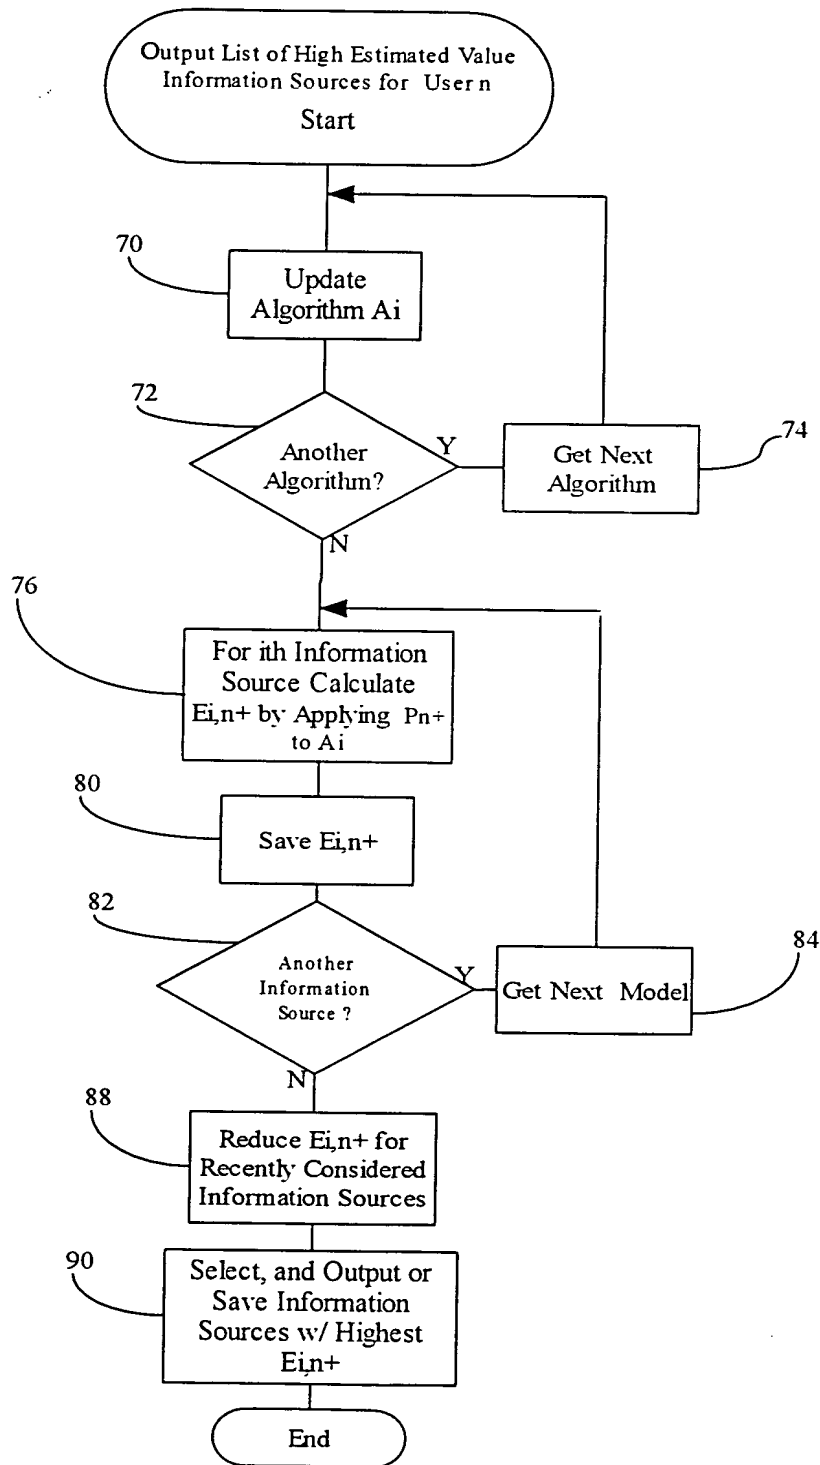 Output List of High Estimated Value
Information Sources for User n
Start
70
Update
Algorithm Ai
72
Another
Algorithm?
Y
Get Next
Algorithm
74
N
76
For ith Information
Source Calculate
Ei,n+ by Applying Pn+
to Ai
80
Save Ei,n+
82
Another
Information
Source ?
Y
Get Next Model
84
N
88
Reduce Ei,n+ for
Recently Considered
Information Sources
90
Select, and Output or
Save Information
Sources w/ Highest
Ei,n+
End